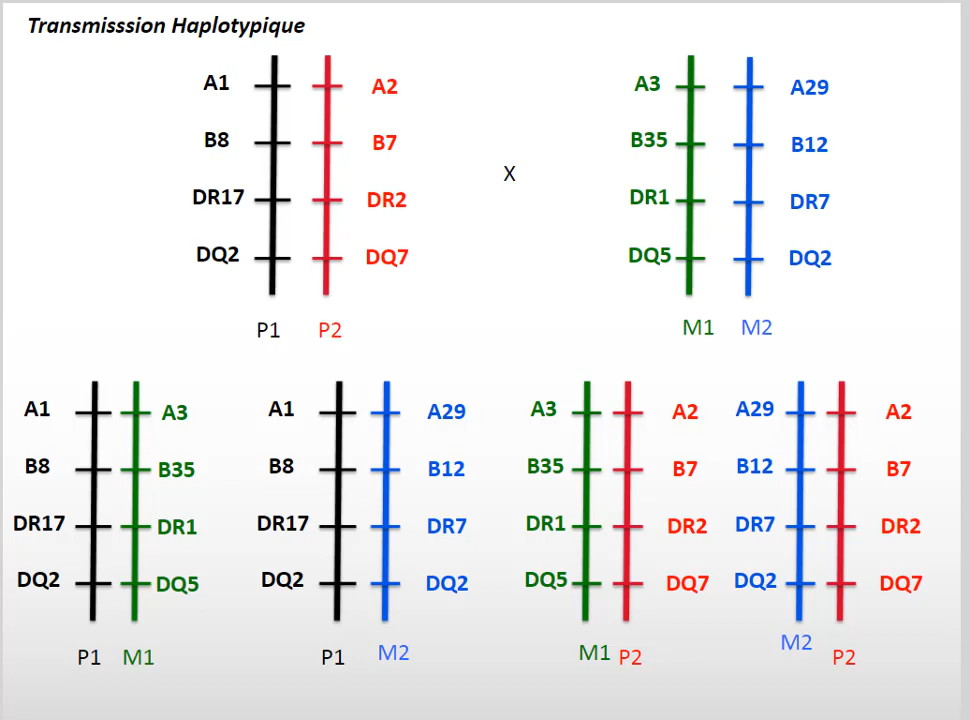 Transmisssion Haplotypique
A1 A2 A3 A29
B8 B7 B35 B12
X
DR17 DR2 DR1 DR7
DQ2 DQ7 DQ5 DQ2
P1 P2 M1 M2
A1 A3 A1 A29 A3 A2 A29 A2
B8 B35 B8 B12 B35 B7 B12 B7
DR17 DR1 DR17 DR7 DR1 DR2 DR7 DR2
DQ2 DQ5 DQ2 DQ2 DQ5 DQ7 DQ2 DQ7
P1 M1 P1 M2 M1 P2 M2 P2